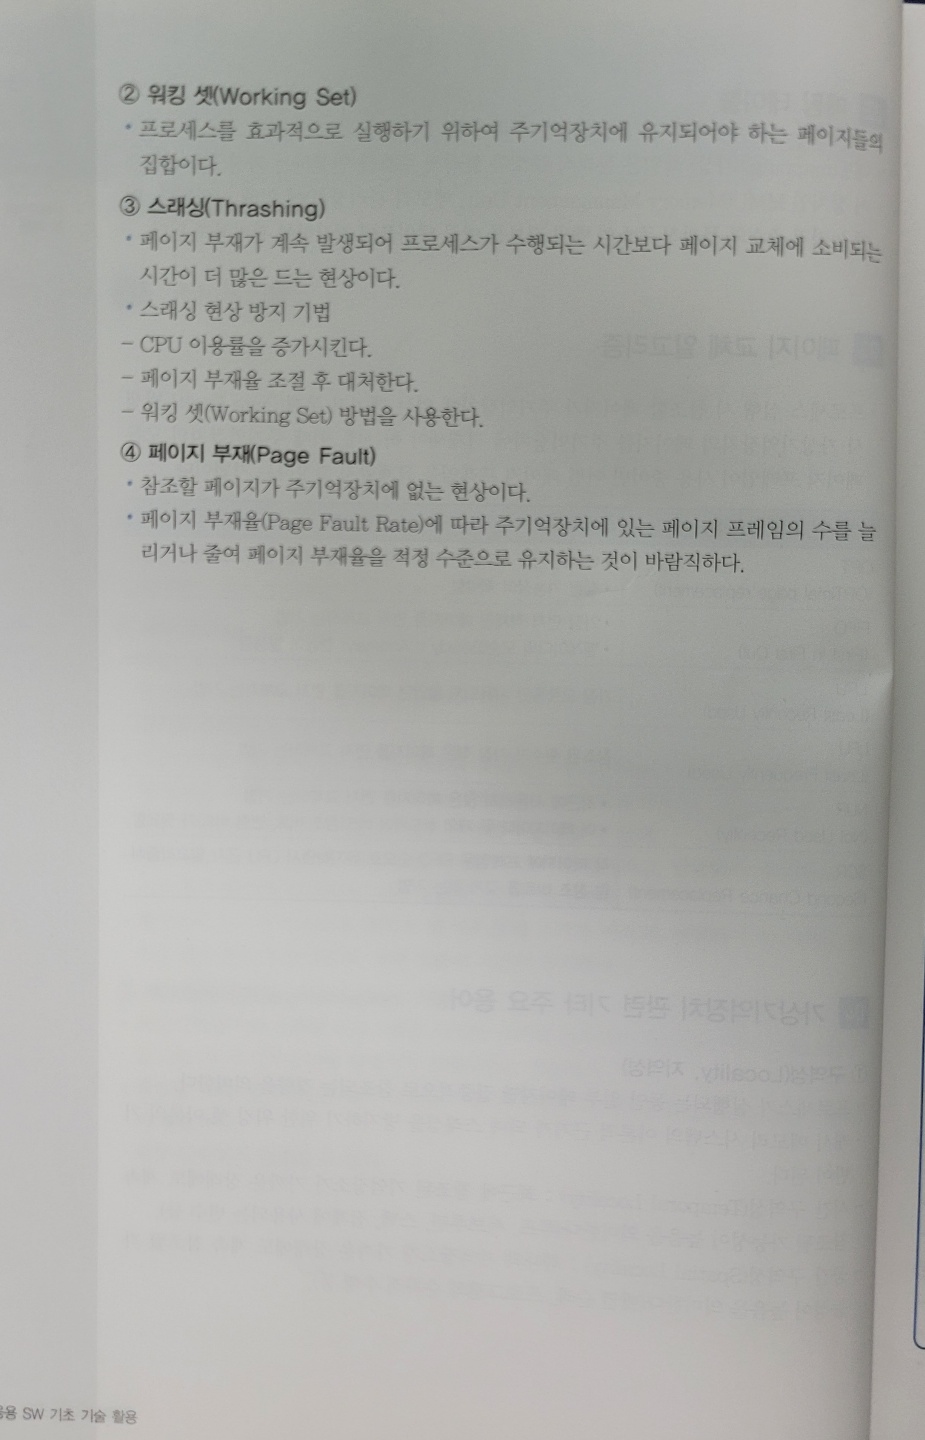 ② 워킹 셋(Working Set)
• 프로세스를 효과적으로 실행하기 위하여 주기억장치에 유지되어야 하는 페이지들의
집합이다.
③ 스래싱(Thrashing)
• 페이지 부재가 계속 발생되어 프로세스가 수행되는 시간보다 페이지 교체에 소비되는
시간이 더 많은 드는 현상이다.
• 스래싱 현상 방지 기법
- CPU 이용률을 증가시킨다.
- 페이지 부재율 조절 후 대처한다.
- 워킹 셋(Working Set) 방법을 사용한다.
④ 페이지 부재(Page Fault)
• 참조할 페이지가 주기억장치에 없는 현상이다.
• 페이지 부재율(Page Fault Rate)에 따라 주기억장치에 있는 페이지 프레임의 수를 늘
리거나 줄여 페이지 부재율을 적정 수준으로 유지하는 것이 바람직하다.
응용 SW 기초 기술 활용